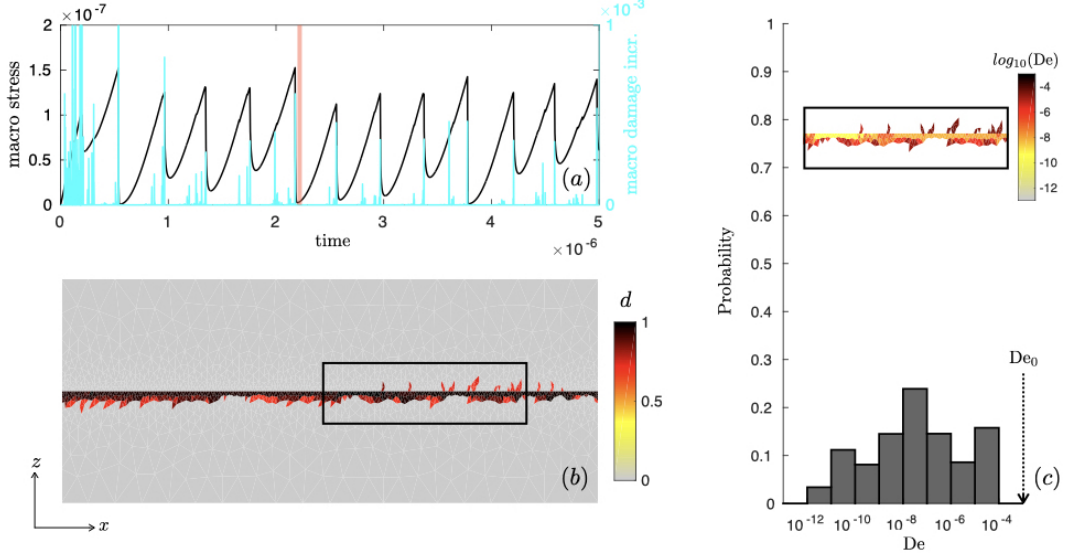 2 ×10⁻⁷
1.5
1
0.5
0
macro stress
0 1 2 3 4 5
time
×10⁻⁶
1 ×10⁻³
0
macro damage incr.
(a)
d
1
0.5
0
(b)
z
x
Probability
1
0.9
0.8
0.7
0.6
0.5
0.4
0.3
0.2
0.1
0
log₁₀(De)
-4
-6
-8
-10
-12
De₀
(c)
10⁻¹² 10⁻¹⁰ 10⁻⁸ 10⁻⁶ 10⁻⁴
De